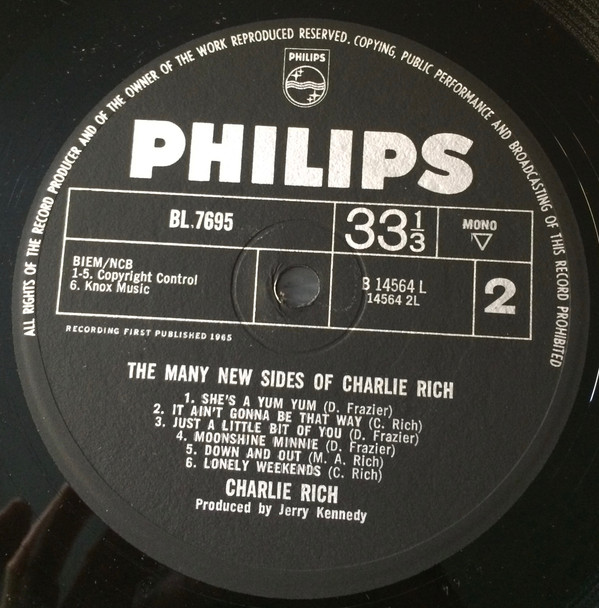 ALL RIGHTS OF THE RECORD PRODUCER AND OF THE OWNER OF THE WORK REPRODUCED RESERVED. COPYING, PUBLIC PERFORMANCE AND BROADCASTING OF THIS RECORD PROHIBITED
PHILIPS
PHILIPS
BL.7695
33 1/3
MONO
BIEM/NCB
1-5. Copyright Control
6. Knox Music
B 14564 L
14564 2L
2
RECORDING FIRST PUBLISHED 1965
THE MANY NEW SIDES OF CHARLIE RICH
1. SHE'S A YUM YUM (D. Frazier)
2. IT AIN'T GONNA BE THAT WAY (C. Rich)
3. JUST A LITTLE BIT OF YOU (D. Frazier)
4. MOONSHINE MINNIE (D. Frazier)
5. DOWN AND OUT (M. A. Rich)
6. LONELY WEEKENDS (C. Rich)
CHARLIE RICH
Produced by Jerry Kennedy